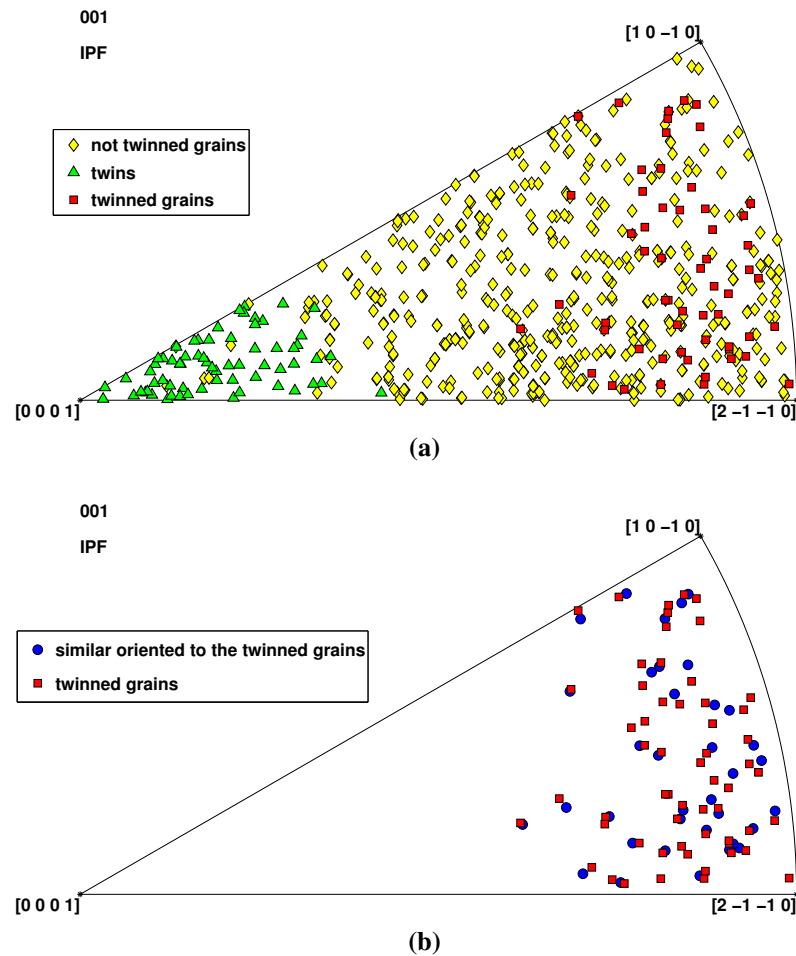 001
IPF
[1 0 −1 0]
not twinned grains
twins
twinned grains
[0 0 0 1]
[2 −1 −1 0]
(a)
001
IPF
[1 0 −1 0]
similar oriented to the twinned grains
twinned grains
[0 0 0 1]
[2 −1 −1 0]
(b)